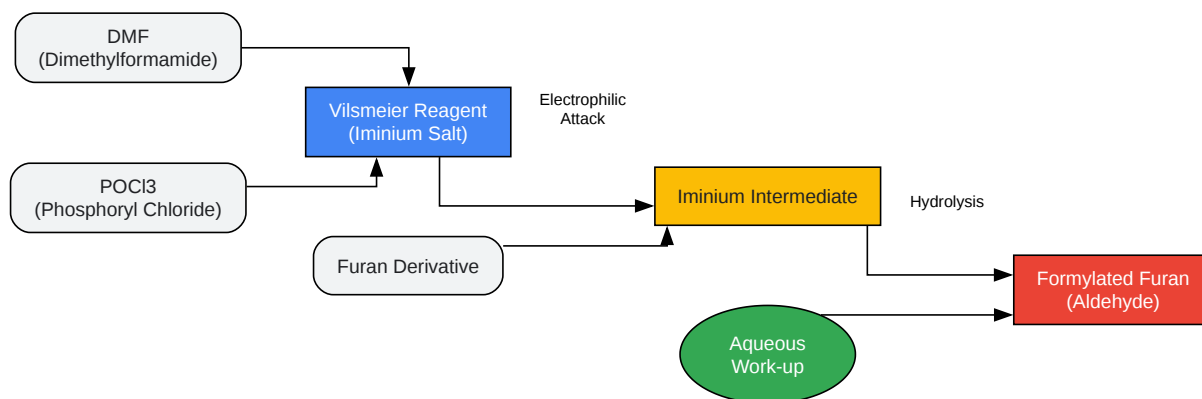 DMF
(Dimethylformamide)
Vilsmeier Reagent
(Iminium Salt)
Electrophilic
Attack
POCl3
(Phosphoryl Chloride)
Iminium Intermediate
Hydrolysis
Furan Derivative
Formylated Furan
(Aldehyde)
Aqueous
Work-up